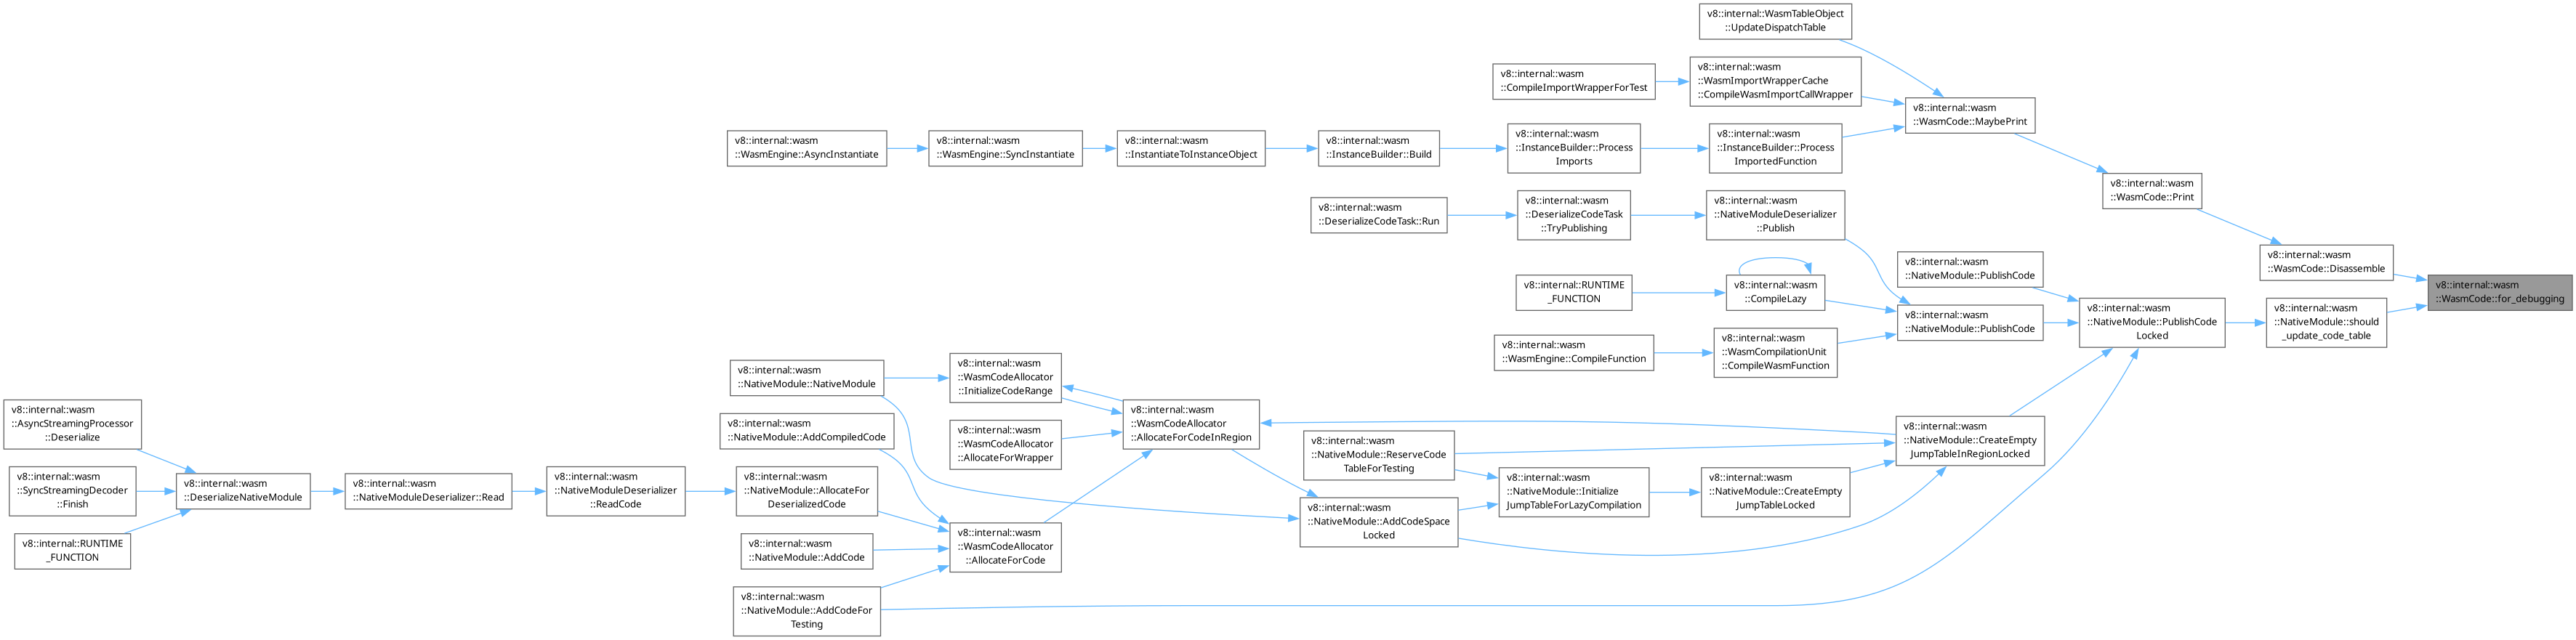 v8::internal::WasmTableObject
::UpdateDispatchTable
v8::internal::wasm
::WasmImportWrapperCache
::CompileWasmImportCallWrapper
v8::internal::wasm
::CompileImportWrapperForTest
v8::internal::wasm
::WasmCode::MaybePrint
v8::internal::wasm
::WasmEngine::AsyncInstantiate
v8::internal::wasm
::WasmEngine::SyncInstantiate
v8::internal::wasm
::InstantiateToInstanceObject
v8::internal::wasm
::InstanceBuilder::Build
v8::internal::wasm
::InstanceBuilder::Process
Imports
v8::internal::wasm
::InstanceBuilder::Process
ImportedFunction
v8::internal::wasm
::WasmCode::Print
v8::internal::wasm
::DeserializeCodeTask::Run
v8::internal::wasm
::DeserializeCodeTask
::TryPublishing
v8::internal::wasm
::NativeModuleDeserializer
::Publish
v8::internal::wasm
::NativeModule::PublishCode
v8::internal::wasm
::WasmCode::Disassemble
v8::internal::wasm
::WasmCode::for_debugging
v8::internal::RUNTIME
_FUNCTION
v8::internal::wasm
::CompileLazy
v8::internal::wasm
::NativeModule::PublishCode
v8::internal::wasm
::NativeModule::PublishCode
Locked
v8::internal::wasm
::NativeModule::should
_update_code_table
v8::internal::wasm
::WasmEngine::CompileFunction
v8::internal::wasm
::WasmCompilationUnit
::CompileWasmFunction
v8::internal::wasm
::NativeModule::NativeModule
v8::internal::wasm
::WasmCodeAllocator
::InitializeCodeRange
v8::internal::wasm
::AsyncStreamingProcessor
::Deserialize
v8::internal::wasm
::NativeModule::AddCompiledCode
v8::internal::wasm
::WasmCodeAllocator
::AllocateForWrapper
v8::internal::wasm
::WasmCodeAllocator
::AllocateForCodeInRegion
v8::internal::wasm
::NativeModule::ReserveCode
TableForTesting
v8::internal::wasm
::NativeModule::CreateEmpty
JumpTableInRegionLocked
v8::internal::wasm
::SyncStreamingDecoder
::Finish
v8::internal::wasm
::DeserializeNativeModule
v8::internal::wasm
::NativeModuleDeserializer::Read
v8::internal::wasm
::NativeModuleDeserializer
::ReadCode
v8::internal::wasm
::NativeModule::AllocateFor
DeserializedCode
v8::internal::wasm
::NativeModule::AddCodeSpace
Locked
v8::internal::wasm
::NativeModule::Initialize
JumpTableForLazyCompilation
v8::internal::wasm
::NativeModule::CreateEmpty
JumpTableLocked
v8::internal::RUNTIME
_FUNCTION
v8::internal::wasm
::NativeModule::AddCode
v8::internal::wasm
::WasmCodeAllocator
::AllocateForCode
v8::internal::wasm
::NativeModule::AddCodeFor
Testing